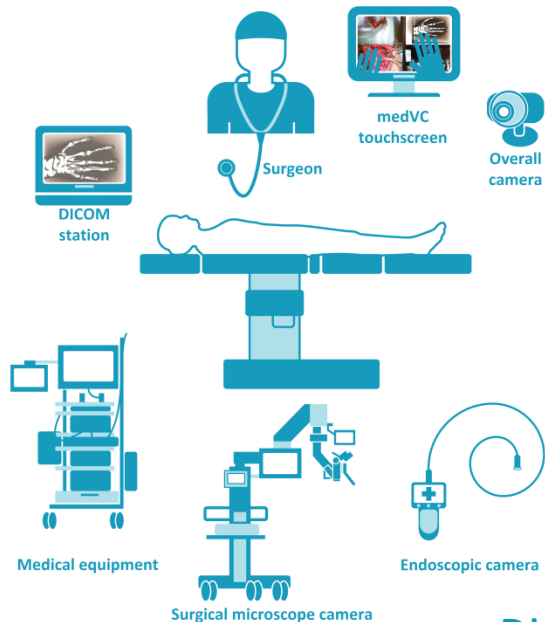 medVC
touchscreen
Surgeon
Overall
camera
DICOM
station
Medical equipment
Endoscopic camera
Surgical microscope camera